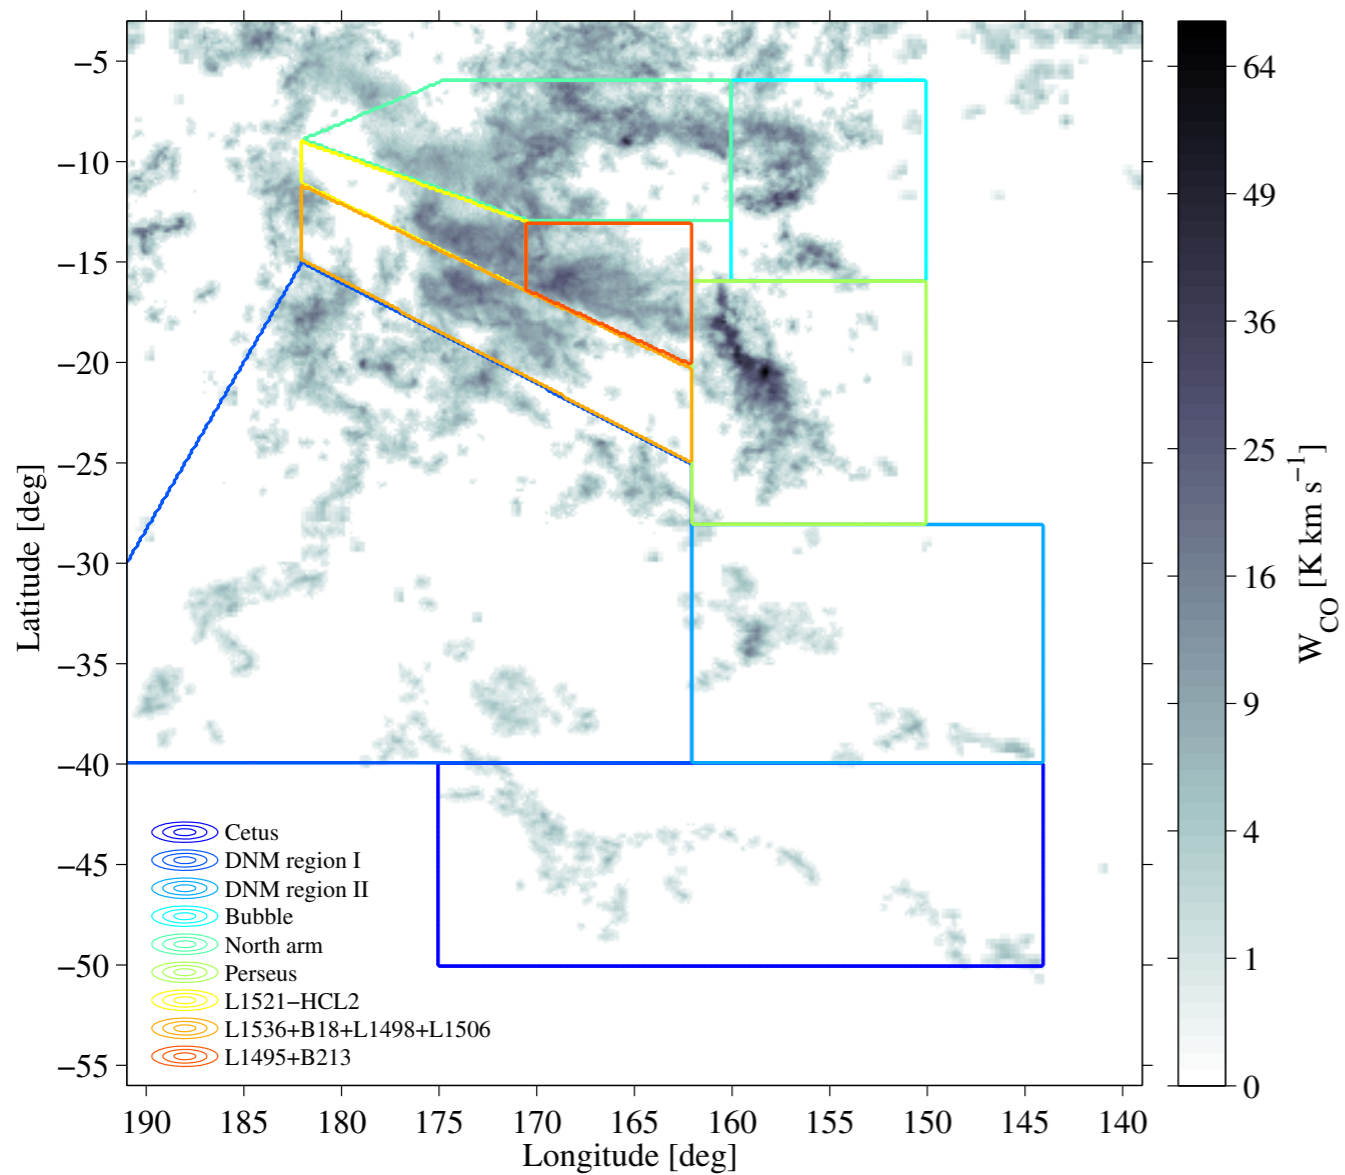 −5
−10
−15
−20
−25
−30
−35
−40
−45
−50
−55
Latitude [deg]
190 180 175 170 165 160 155 150 144 140
Longitude [deg]
Cetus
DNM region I
DNM region II
Bubble
North arm
Perseus
L1521−HCL2
L1536+B18+L1498+L1506
L1495+B213
64
49
36
25
16
9
4
1
0
W_CO [K km s⁻¹]